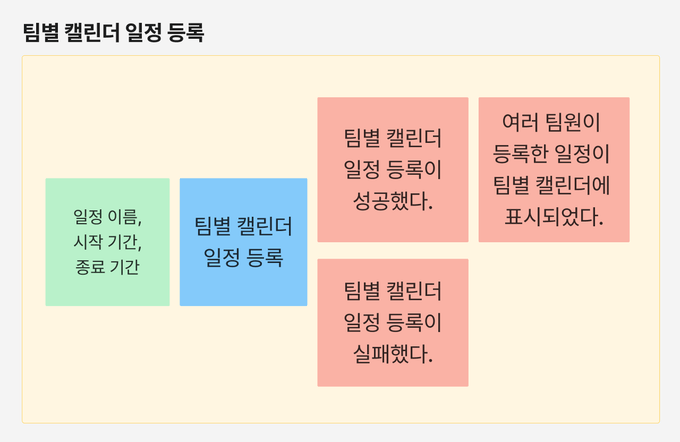 팀별 캘린더 일정 등록
일정 이름,
시작 기간,
종료 기간
팀별 캘린더
일정 등록
팀별 캘린더
일정 등록이
성공했다.
여러 팀원이
등록한 일정이
팀별 캘린더에
표시되었다.
팀별 캘린더
일정 등록이
실패했다.